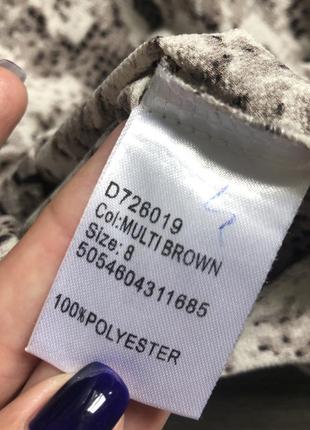 D726019
Col:MULTI BROWN
Size: 8
5054604311685
100%POLYESTER